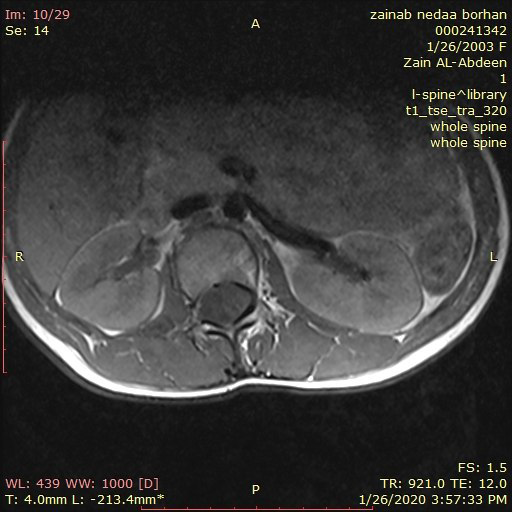 Im: 10/29
Se: 14
A
zainab nedaa borhan
000241342
1/26/2003 F
Zain AL-Abdeen
1
l-spine^library
t1_tse_tra_320
whole spine
whole spine
R
L
WL: 439 WW: 1000 [D]
T: 4.0mm L: -213.4mm*
P
FS: 1.5
TR: 921.0 TE: 12.0
1/26/2020 3:57:33 PM